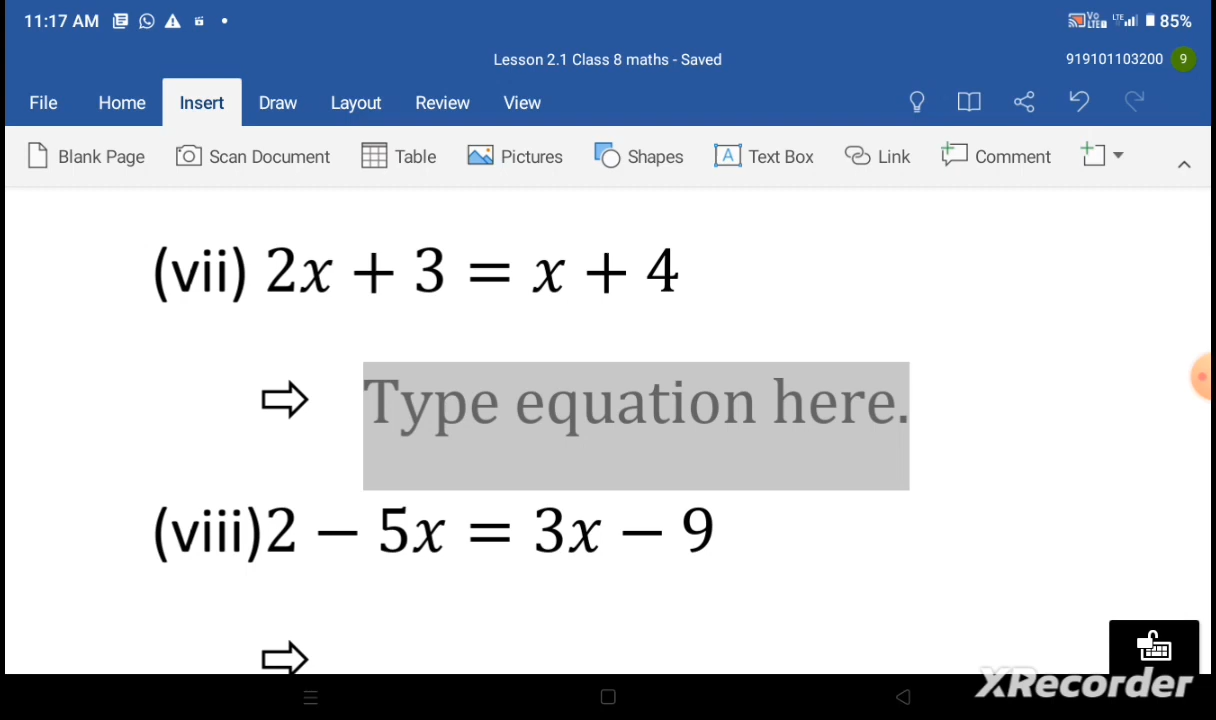 11:17 AM 85%
Lesson 2.1 Class 8 maths - Saved 919101103200 9
File Home Insert Draw Layout Review View
Blank Page Scan Document Table Pictures Shapes A Text Box Link Comment
(vii) 2x + 3 = x + 4
⇨ Type equation here.
(viii) 2 − 5x = 3x − 9
⇨
XRecorder